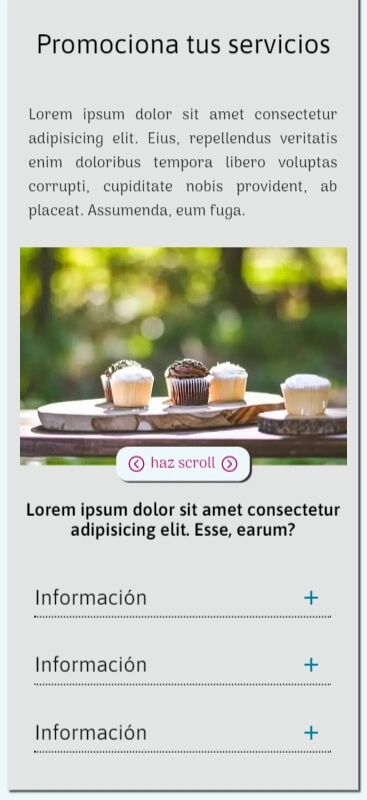 Promociona tus servicios
Lorem ipsum dolor sit amet consectetur
adipisicing elit. Eius, repellendus veritatis
enim doloribus tempora libero voluptas
corrupti, cupiditate nobis provident, ab
placeat. Assumenda, eum fuga.
haz scroll
Lorem ipsum dolor sit amet consectetur
adipisicing elit. Esse, earum?
Información +
Información +
Información +